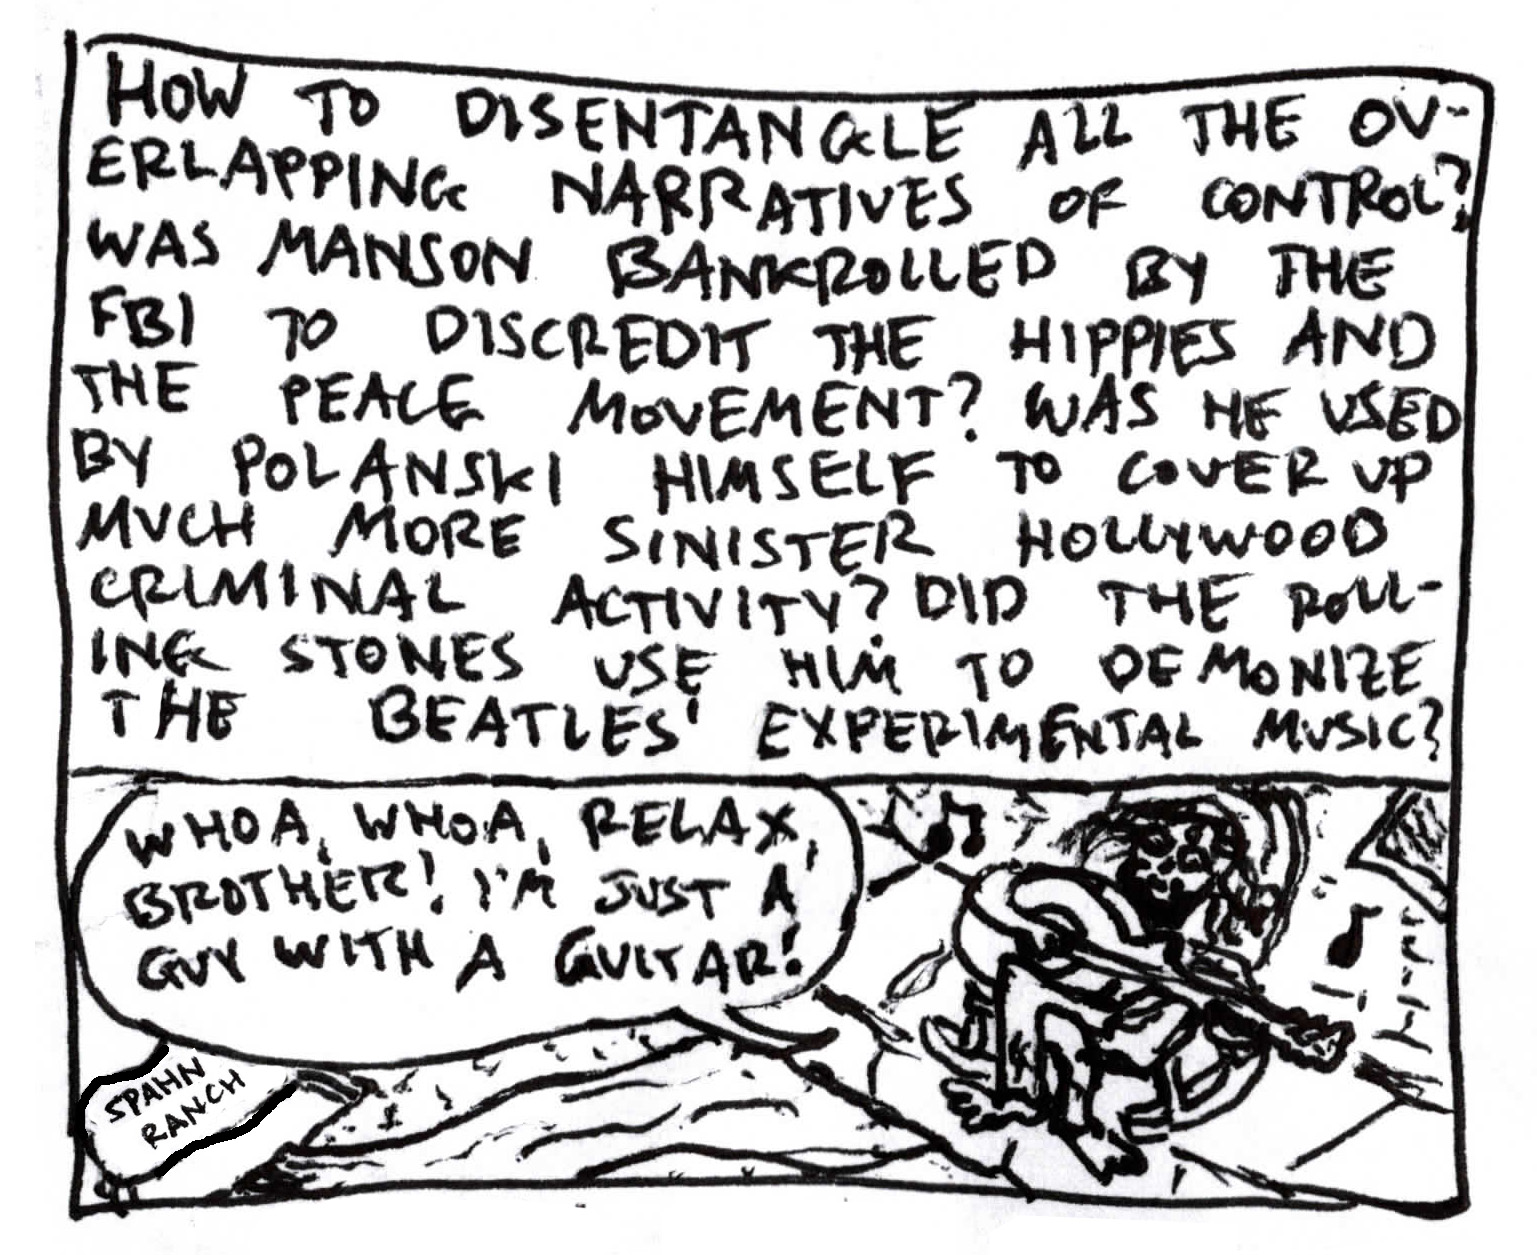 HOW TO DISENTANGLE ALL THE OV-
ERLAPPING NARRATIVES OF CONTROL?
WAS MANSON BANKROLLED BY THE
FBI TO DISCREDIT THE HIPPIES AND
THE PEACE MOVEMENT? WAS HE USED
BY POLANSKI HIMSELF TO COVER UP
MUCH MORE SINISTER HOLLYWOOD
CRIMINAL ACTIVITY? DID THE ROLL-
ING STONES USE HIM TO DEMONIZE
THE BEATLES' EXPERIMENTAL MUSIC?
WHOA, WHOA, RELAX,
BROTHER! I'M JUST A
GUY WITH A GUITAR!
SPAHN
RANCH